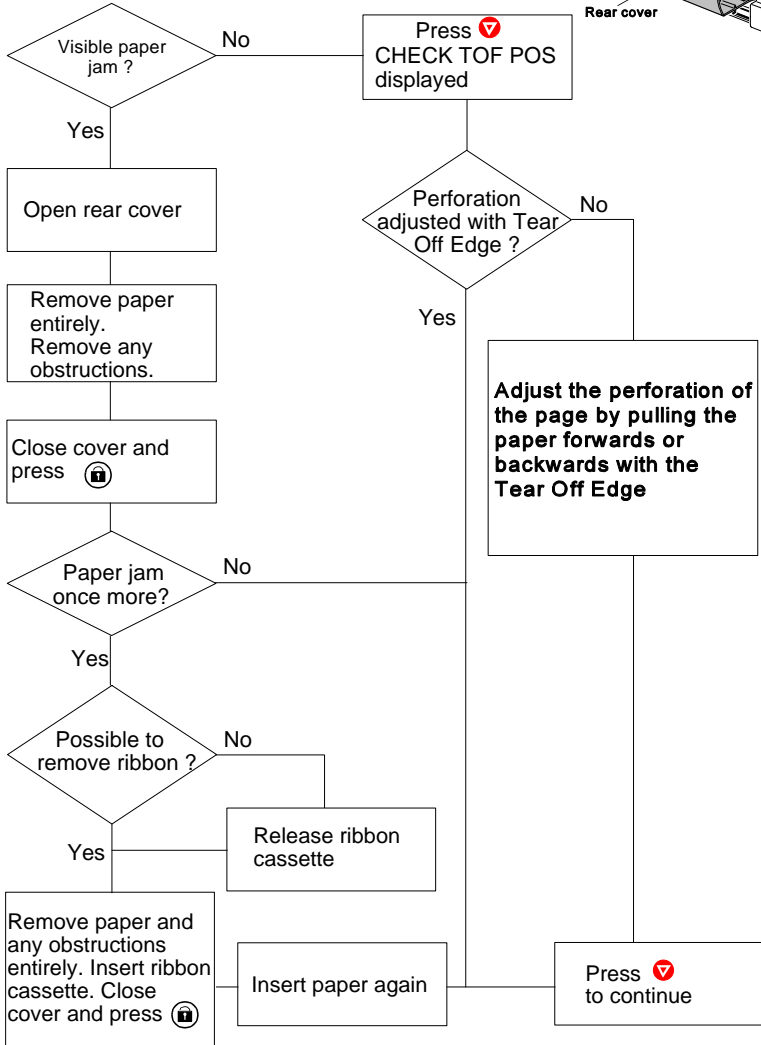 Rear cover
Visible paper
jam ?
No
Yes
Press
CHECK TOF POS
displayed
Open rear cover
Perforation
adjusted with Tear
Off Edge ?
No
Yes
Remove paper
entirely.
Remove any
obstructions.
Adjust the perforation of
the page by pulling the
paper forwards or
backwards with the
Tear Off Edge
Close cover and
press
Paper jam
once more?
No
Yes
Possible to
remove ribbon ?
No
Yes
Release ribbon
cassette
Remove paper and
any obstructions
entirely. Insert ribbon
cassette. Close
cover and press
Insert paper again
Press
to continue